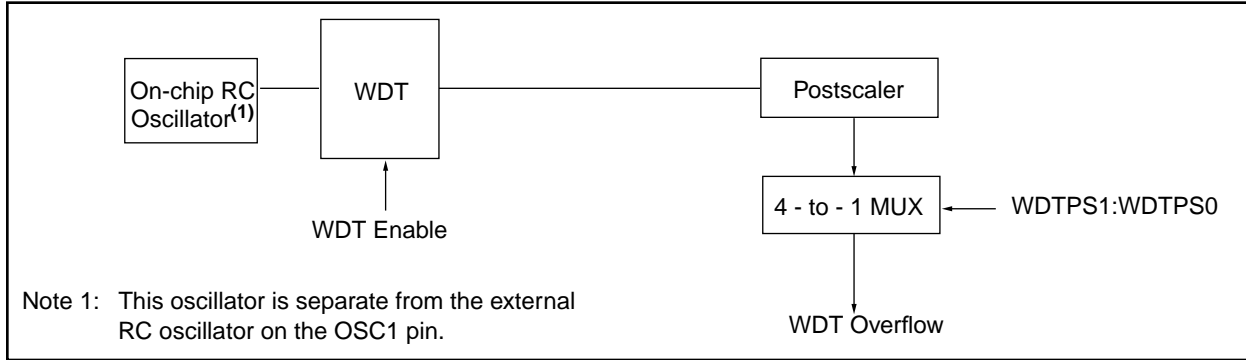 On-chip RC
Oscillator(1)
WDT
Postscaler
WDT Enable
4 - to - 1 MUX
WDTPS1:WDTPS0
WDT Overflow
Note 1: This oscillator is separate from the external
RC oscillator on the OSC1 pin.